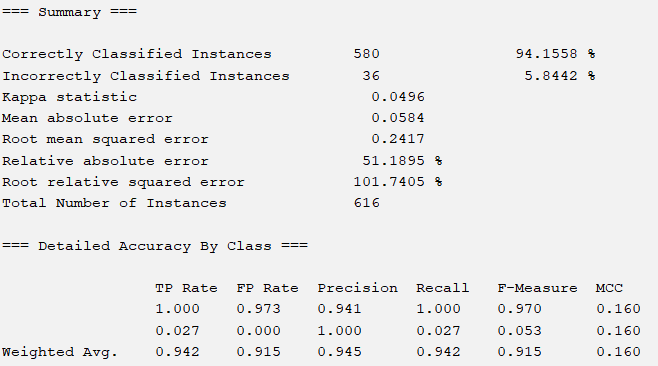 === Summary ===
Correctly Classified Instances 580 94.1558 %
Incorrectly Classified Instances 36 5.8442 %
Kappa statistic 0.0496
Mean absolute error 0.0584
Root mean squared error 0.2417
Relative absolute error 51.1895 %
Root relative squared error 101.7405 %
Total Number of Instances 616
=== Detailed Accuracy By Class ===
TP Rate FP Rate Precision Recall F-Measure MCC
1.000 0.973 0.941 1.000 0.970 0.160
0.027 0.000 1.000 0.027 0.053 0.160
Weighted Avg. 0.942 0.915 0.945 0.942 0.915 0.160